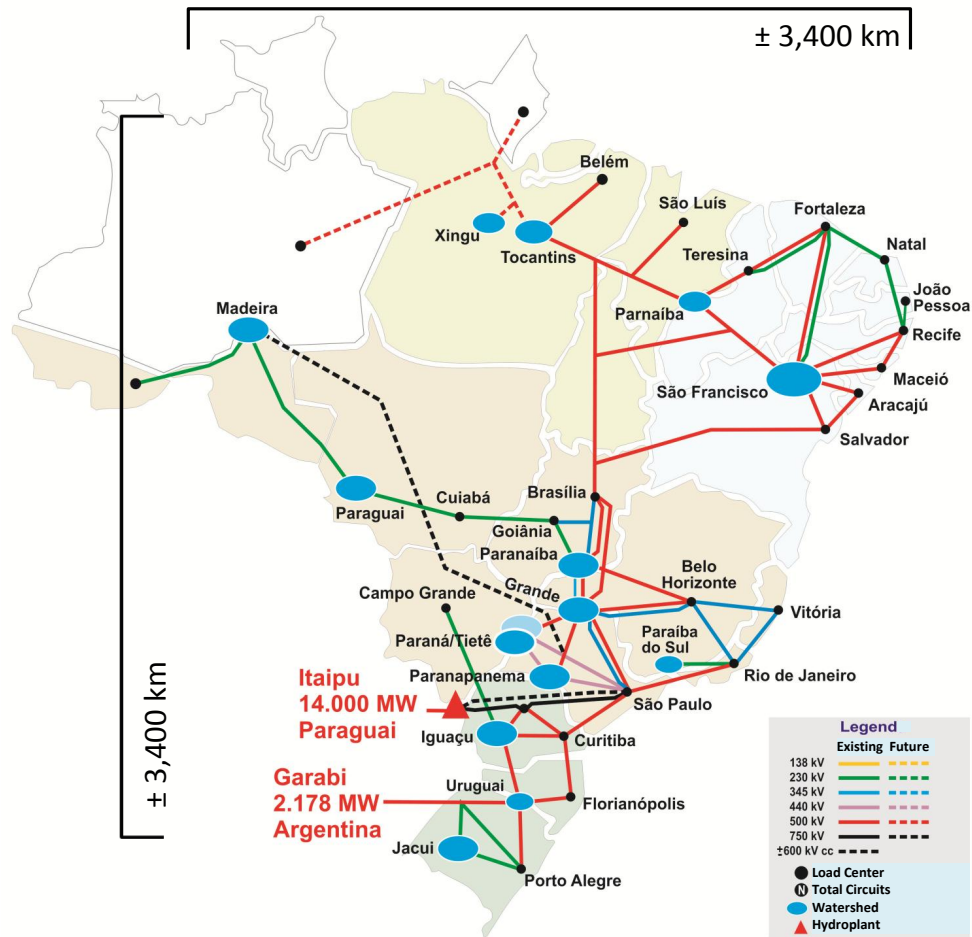 ± 3,400 km
Belém
São Luís
Fortaleza
Xingu
Tocantins
Teresina
Natal
João
Pessoa
Madeira
Parnaíba
Recife
São Francisco
Maceió
Aracajú
Salvador
± 3,400 km
Paraguai
Cuiabá
Brasília
Goiânia
Paranaíba
Belo
Horizonte
Campo Grande
Grande
Vitória
Paraná/Tietê
Paraíba
do Sul
Paranapanema
Rio de Janeiro
São Paulo
Itaipu
14.000 MW
Paraguai
Iguaçu
Curitiba
Garabi
2.178 MW
Argentina
Uruguai
Florianópolis
Jacui
Porto Alegre
Legend
Existing Future
138 kV
230 kV
345 kV
440 kV
500 kV
750 kV
±600 kV cc
Load Center
N Total Circuits
Watershed
Hydroplant